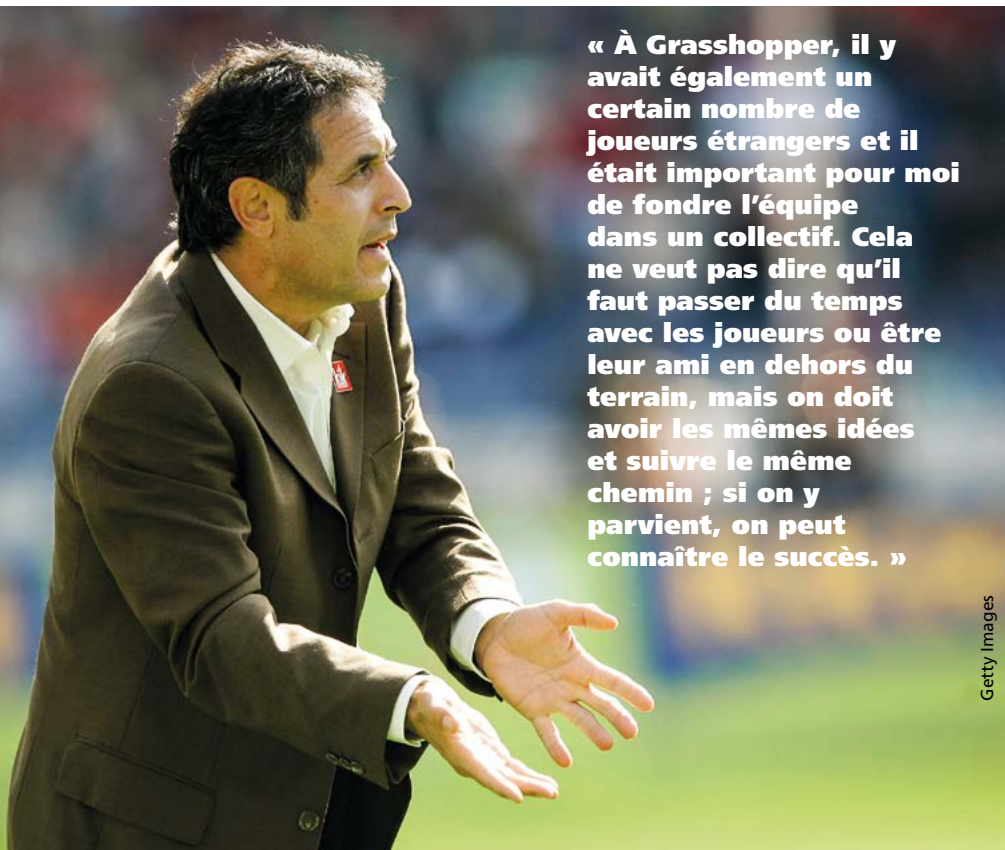 « À Grasshopper, il y
avait également un
certain nombre de
joueurs étrangers et il
était important pour moi
de fondre l’équipe
dans un collectif. Cela
ne veut pas dire qu’il
faut passer du temps
avec les joueurs ou être
leur ami en dehors du
terrain, mais on doit
avoir les mêmes idées
et suivre le même
chemin ; si on y
parvient, on peut
connaître le succès. »
Getty Images